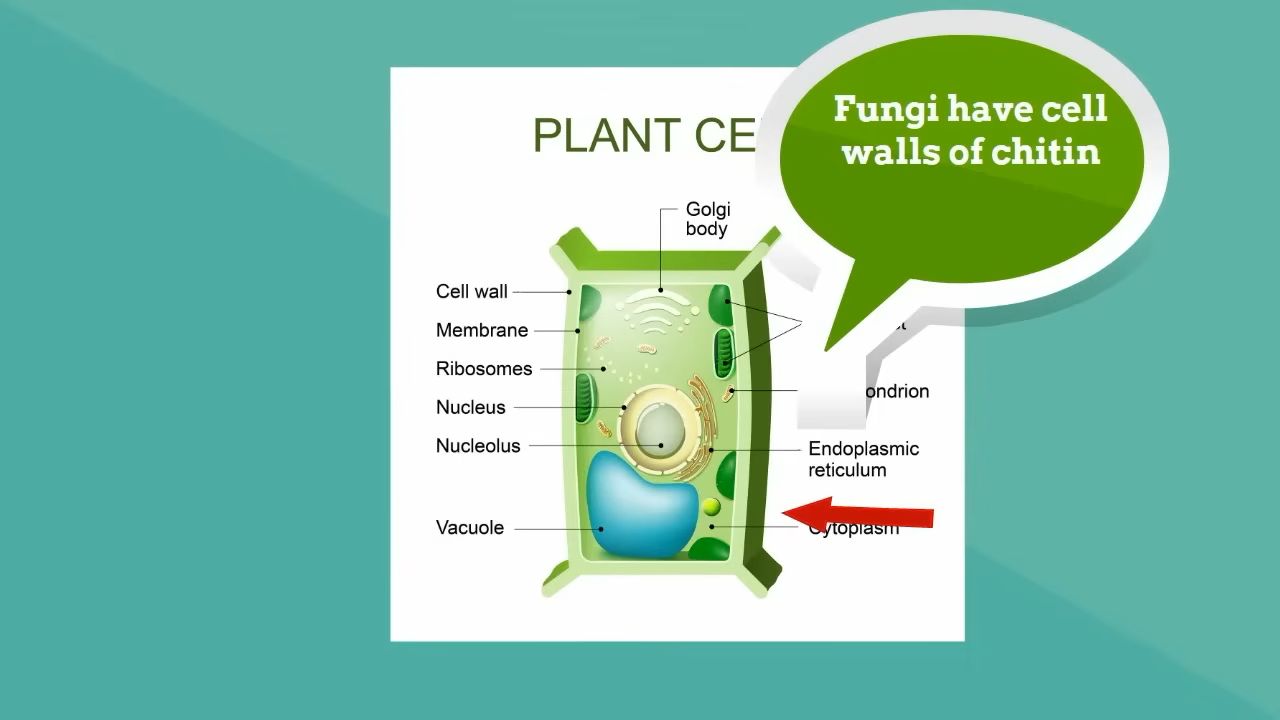 Fungi have cell
walls of chitin
PLANT CE
Golgi
body
Cell wall
Membrane
Ribosomes
Nucleus
Nucleolus
Vacuole
ondrion
Endoplasmic
reticulum
Cytoplasm